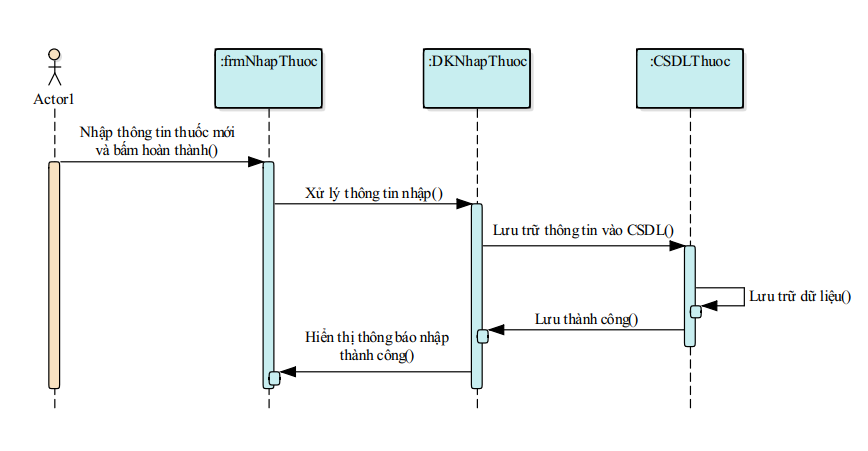 :frmNhapThuoc
:DKNhapThuoc
:CSDLThuoc
Actor1
Nhập thông tin thuốc mới
và bấm hoàn thành()
Xử lý thông tin nhập()
Lưu trữ thông tin vào CSDL()
Lưu trữ dữ liệu()
Lưu thành công()
Hiển thị thông báo nhập
thành công()